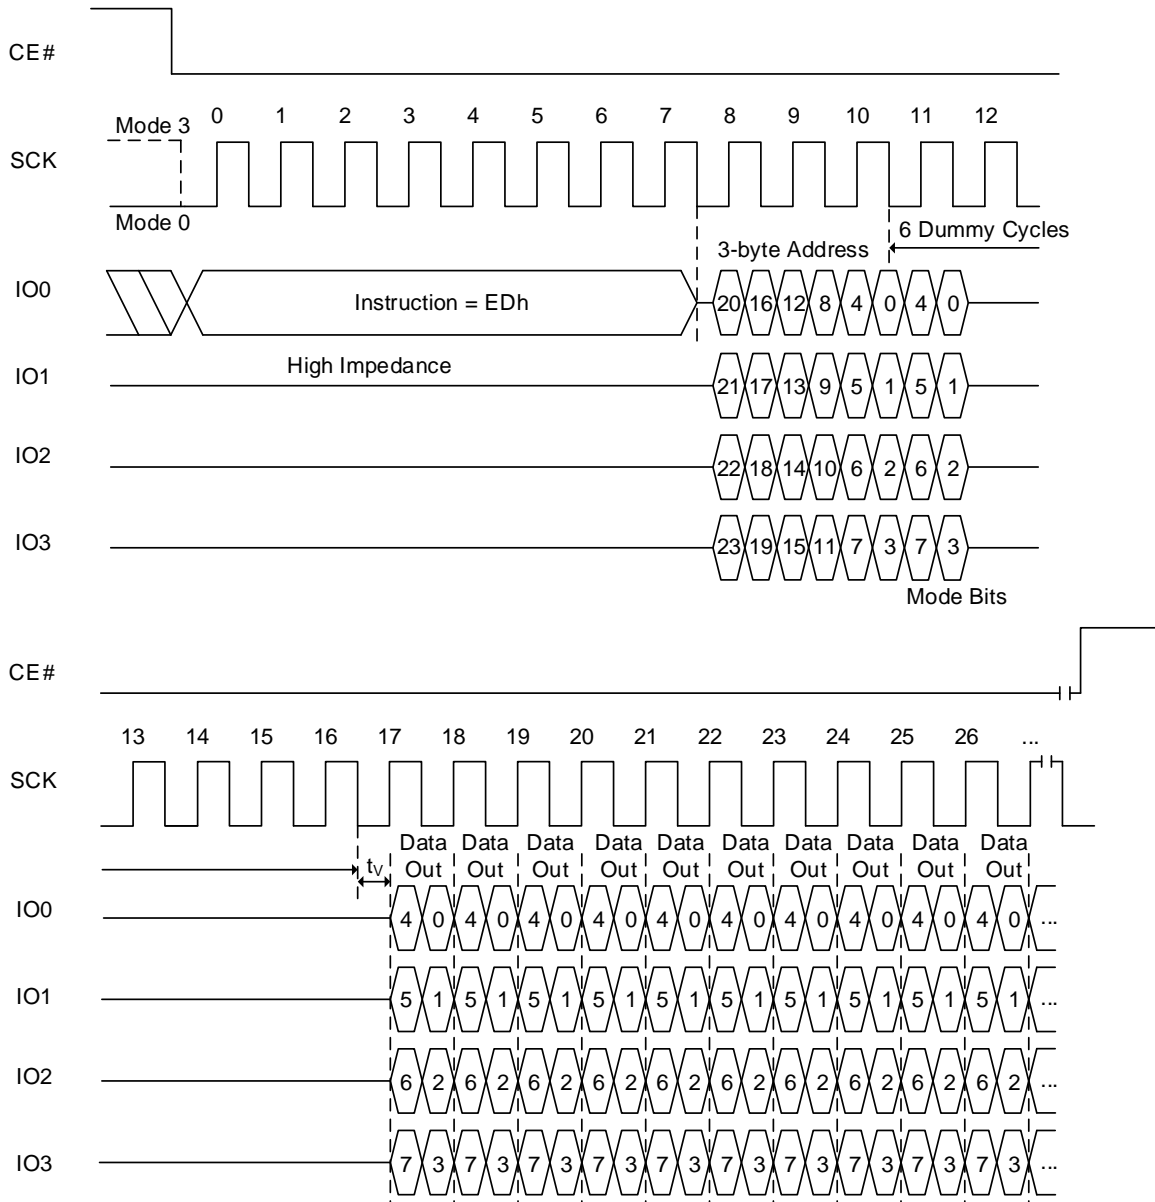 CE#
0 1 2 3 4 5 6 7 8 9 10 11 12
Mode 3
SCK
Mode 0
6 Dummy Cycles
3-byte Address
IO0 Instruction = EDh 20 16 12 8 4 0 4 0
High Impedance
IO1 21 17 13 9 5 1 5 1
IO2 22 18 14 10 6 2 6 2
IO3 23 19 15 11 7 3 7 3
Mode Bits
CE#
13 14 15 16 17 18 19 20 21 22 23 24 25 26 ...
SCK
Data Data Data Data Data Data Data Data Data Data
tV Out Out Out Out Out Out Out Out Out Out
IO0 4 0 4 0 4 0 4 0 4 0 4 0 4 0 4 0 4 0 4 0 ...
IO1 5 1 5 1 5 1 5 1 5 1 5 1 5 1 5 1 5 1 5 1 ...
IO2 6 2 6 2 6 2 6 2 6 2 6 2 6 2 6 2 6 2 6 2 ...
IO3 7 3 7 3 7 3 7 3 7 3 7 3 7 3 7 3 7 3 7 3 ...